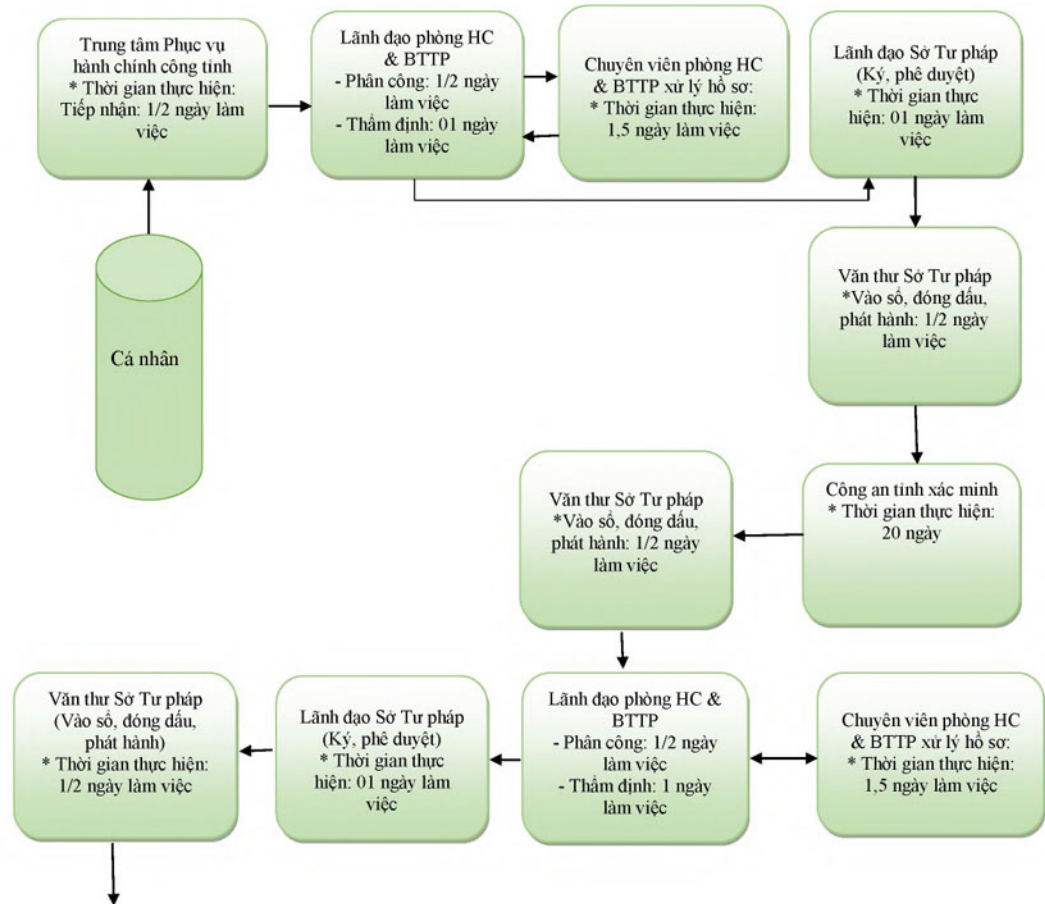 Trung tâm Phục vụ
hành chính công tỉnh
* Thời gian thực hiện:
Tiếp nhận: 1/2 ngày làm
việc
Lãnh đạo phòng HC
& BTTP
- Phân công: 1/2 ngày
làm việc
- Thẩm định: 01 ngày
làm việc
Chuyên viên phòng HC
& BTTP xử lý hồ sơ:
* Thời gian thực hiện:
1,5 ngày làm việc
Lãnh đạo Sở Tư pháp
(Ký, phê duyệt)
* Thời gian thực
hiện: 01 ngày làm
việc
Cá nhân
Văn thư Sở Tư pháp
*Vào sổ, đóng dấu,
phát hành: 1/2 ngày
làm việc
Công an tỉnh xác minh
* Thời gian thực hiện:
20 ngày
Văn thư Sở Tư pháp
*Vào sổ, đóng dấu,
phát hành: 1/2 ngày
làm việc
Văn thư Sở Tư pháp
(Vào sổ, đóng dấu,
phát hành)
* Thời gian thực hiện:
1/2 ngày làm việc
Lãnh đạo Sở Tư pháp
(Ký, phê duyệt)
* Thời gian thực
hiện: 01 ngày làm
việc
Lãnh đạo phòng HC &
BTTP
- Phân công: 1/2 ngày
làm việc
- Thẩm định: 1 ngày
làm việc
Chuyên viên phòng HC
& BTTP xử lý hồ sơ:
* Thời gian thực hiện:
1,5 ngày làm việc